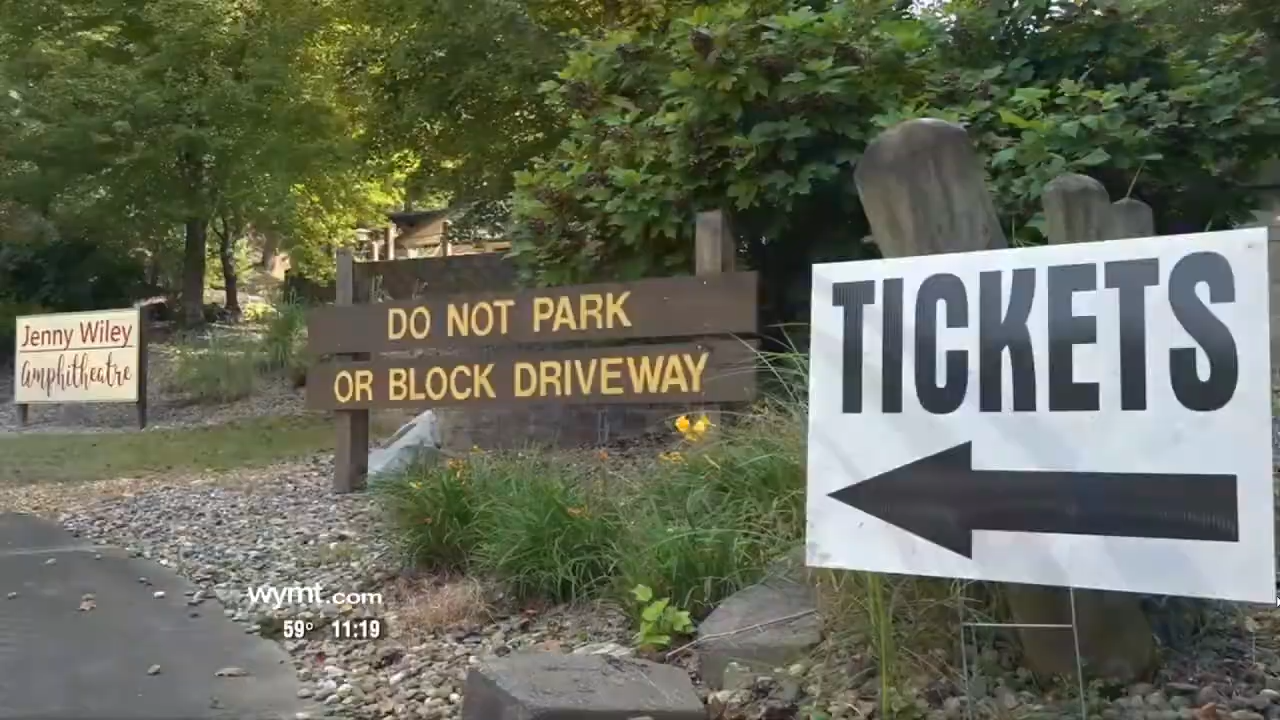 Jenny Wiley
Amphitheatre
DO NOT PARK
OR BLOCK DRIVEWAY
TICKETS
wymt.com
59° 11:19